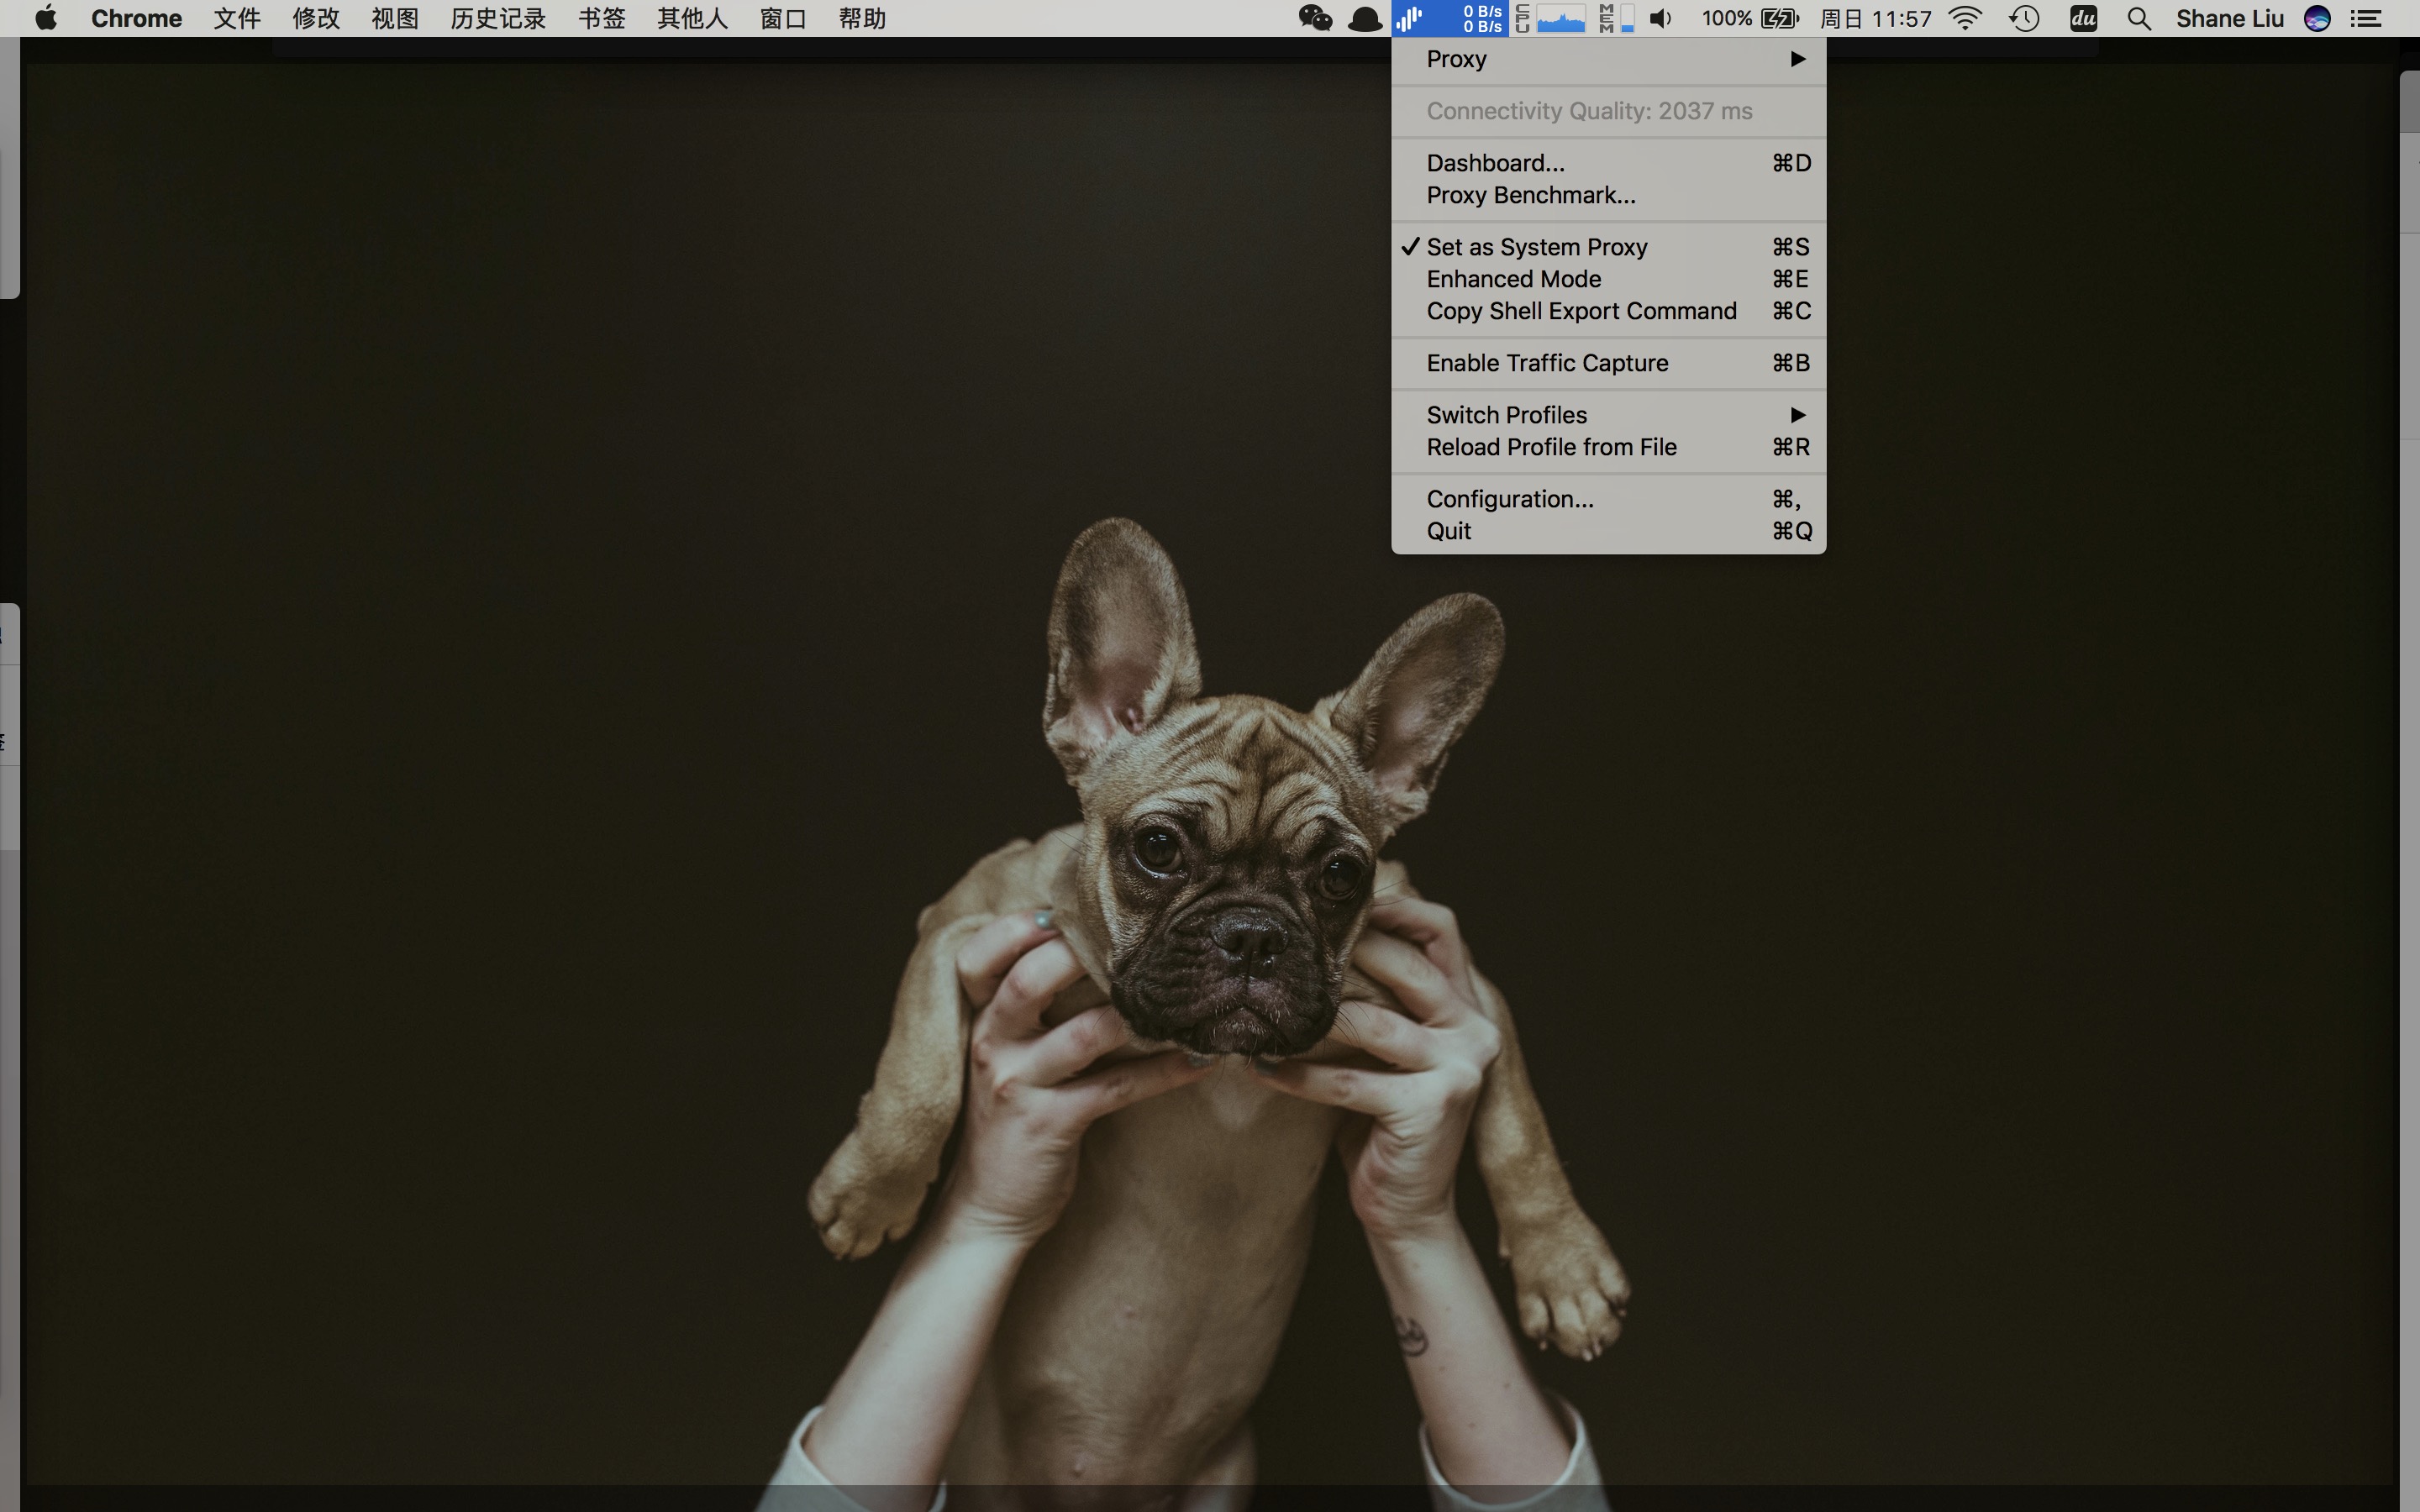 Chrome 文件 修改 视图 历史记录 书签 其他人 窗口 帮助 0 B/s 0 B/s CPU MEM 100% 周日 11:57 du Shane Liu
Proxy
Connectivity Quality: 2037 ms
Dashboard... ⌘D
Proxy Benchmark...
✓ Set as System Proxy ⌘S
Enhanced Mode ⌘E
Copy Shell Export Command ⌘C
Enable Traffic Capture ⌘B
Switch Profiles
Reload Profile from File ⌘R
Configuration... ⌘,
Quit ⌘Q